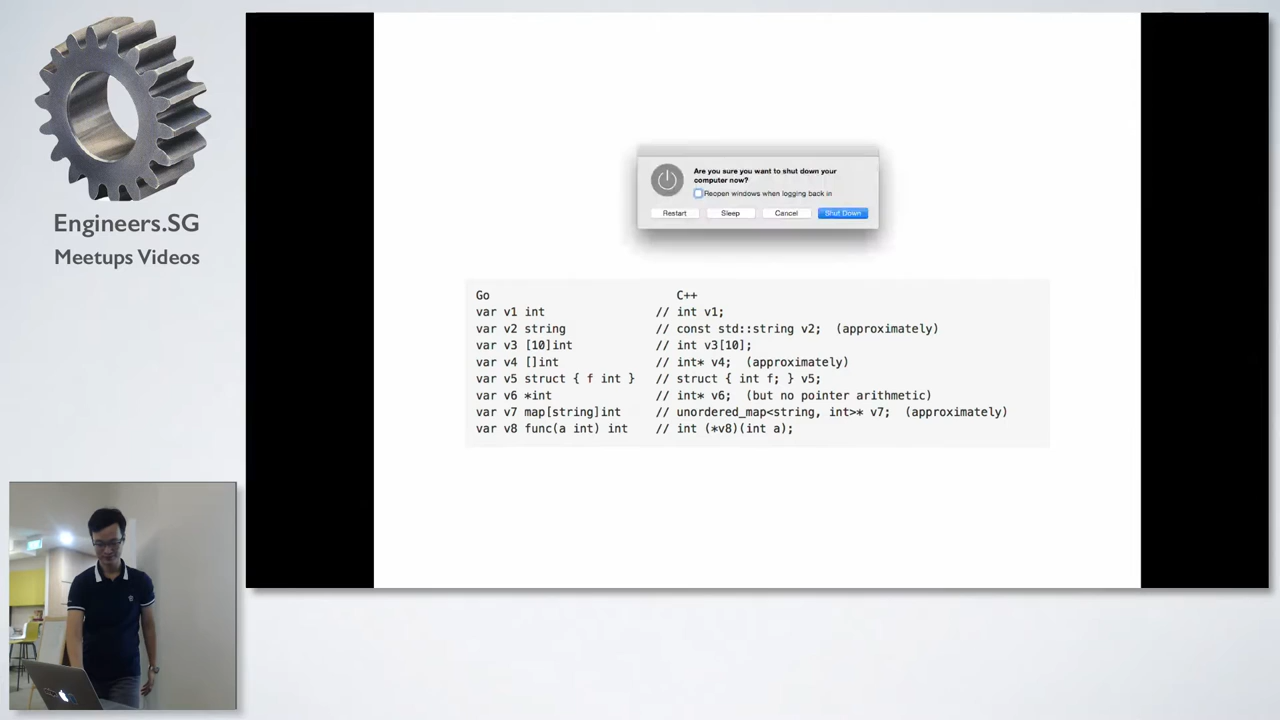 Engineers.SG
Meetups Videos
Are you sure you want to shut down your
computer now?
Reopen windows when logging back in
Restart Sleep Cancel Shut Down
Go C++
var v1 int // int v1;
var v2 string // const std::string v2; (approximately)
var v3 [10]int // int v3[10];
var v4 []int // int* v4; (approximately)
var v5 struct { f int } // struct { int f; } v5;
var v6 *int // int* v6; (but no pointer arithmetic)
var v7 map[string]int // unordered_map<string, int>* v7; (approximately)
var v8 func(a int) int // int (*v8)(int a);